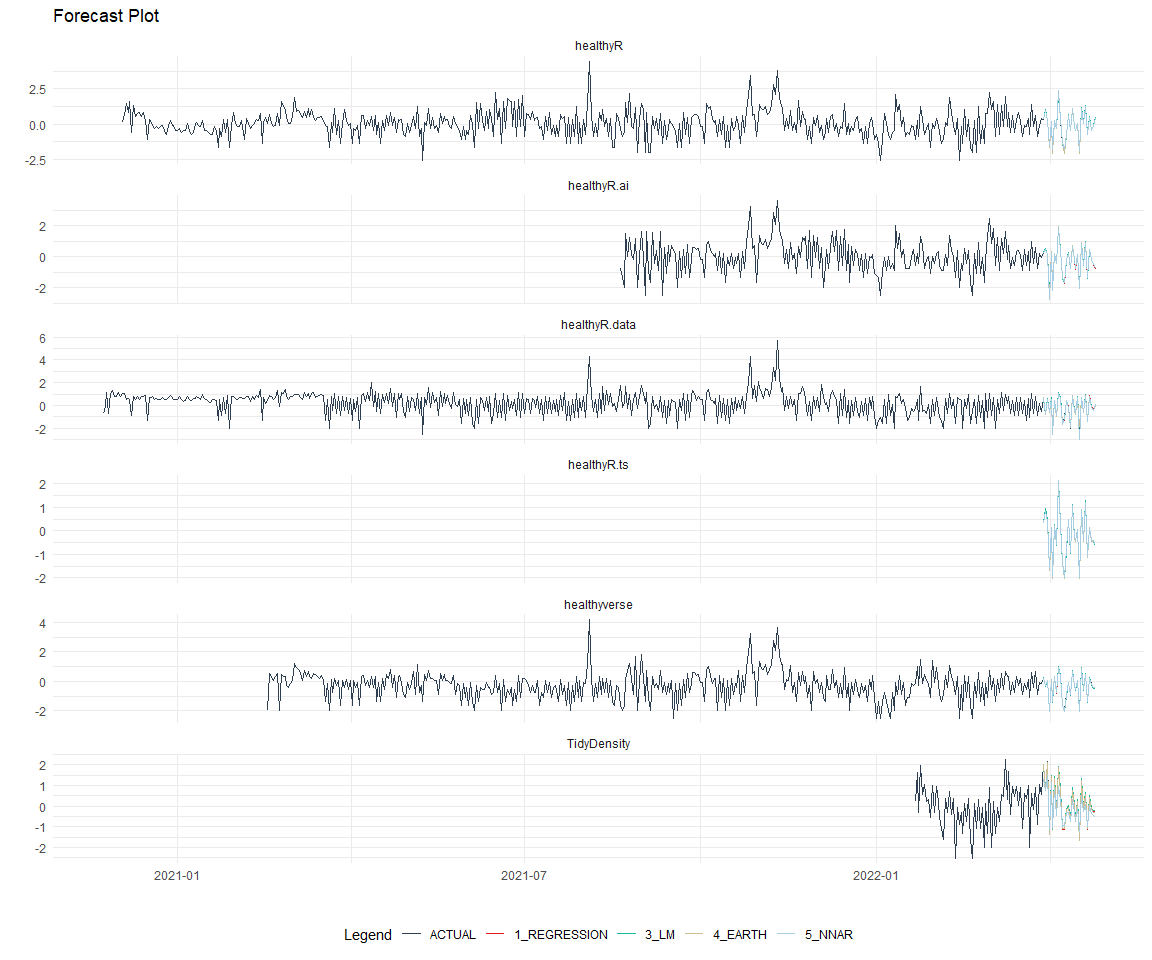 Forecast Plot
healthyR
2.5
0.0
-2.5
healthyR.ai
2
0
-2
healthyR.data
6
4
2
0
-2
healthyR.ts
2
1
0
-1
-2
healthyverse
4
2
0
-2
TidyDensity
2
1
0
-1
-2
2021-01 2021-07 2022-01
Legend ACTUAL 1_REGRESSION 3_LM 4_EARTH 5_NNAR